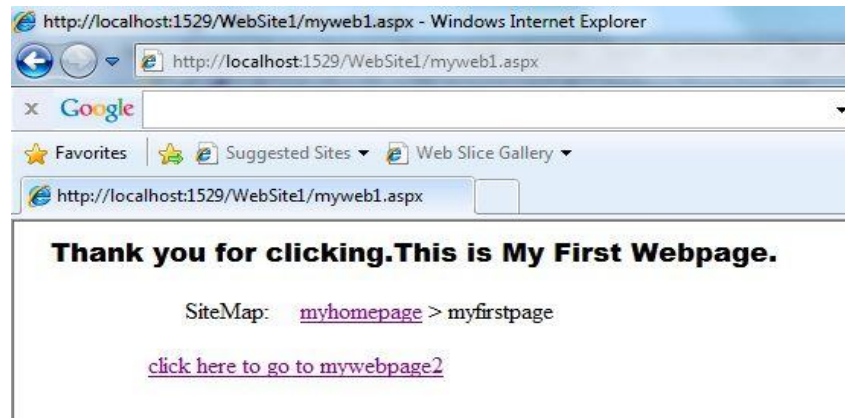 http://localhost:1529/WebSite1/myweb1.aspx - Windows Internet Explorer
http://localhost:1529/WebSite1/myweb1.aspx
x Google
Favorites Suggested Sites Web Slice Gallery
http://localhost:1529/WebSite1/myweb1.aspx
Thank you for clicking.This is My First Webpage.
SiteMap: myhomepage > myfirstpage
click here to go to mywebpage2